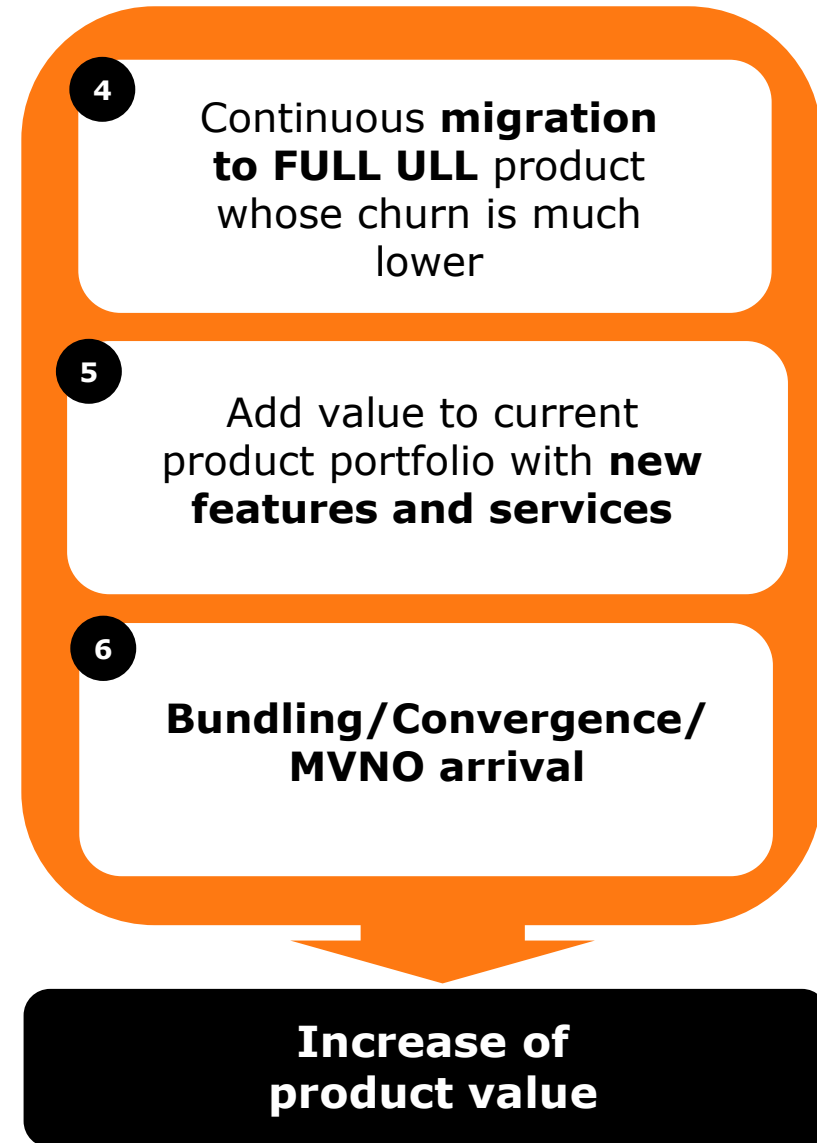 4
Continuous migration
to FULL ULL product
whose churn is much
lower
5
Add value to current
product portfolio with new
features and services
6
Bundling/Convergence/
MVNO arrival
Increase of
product value